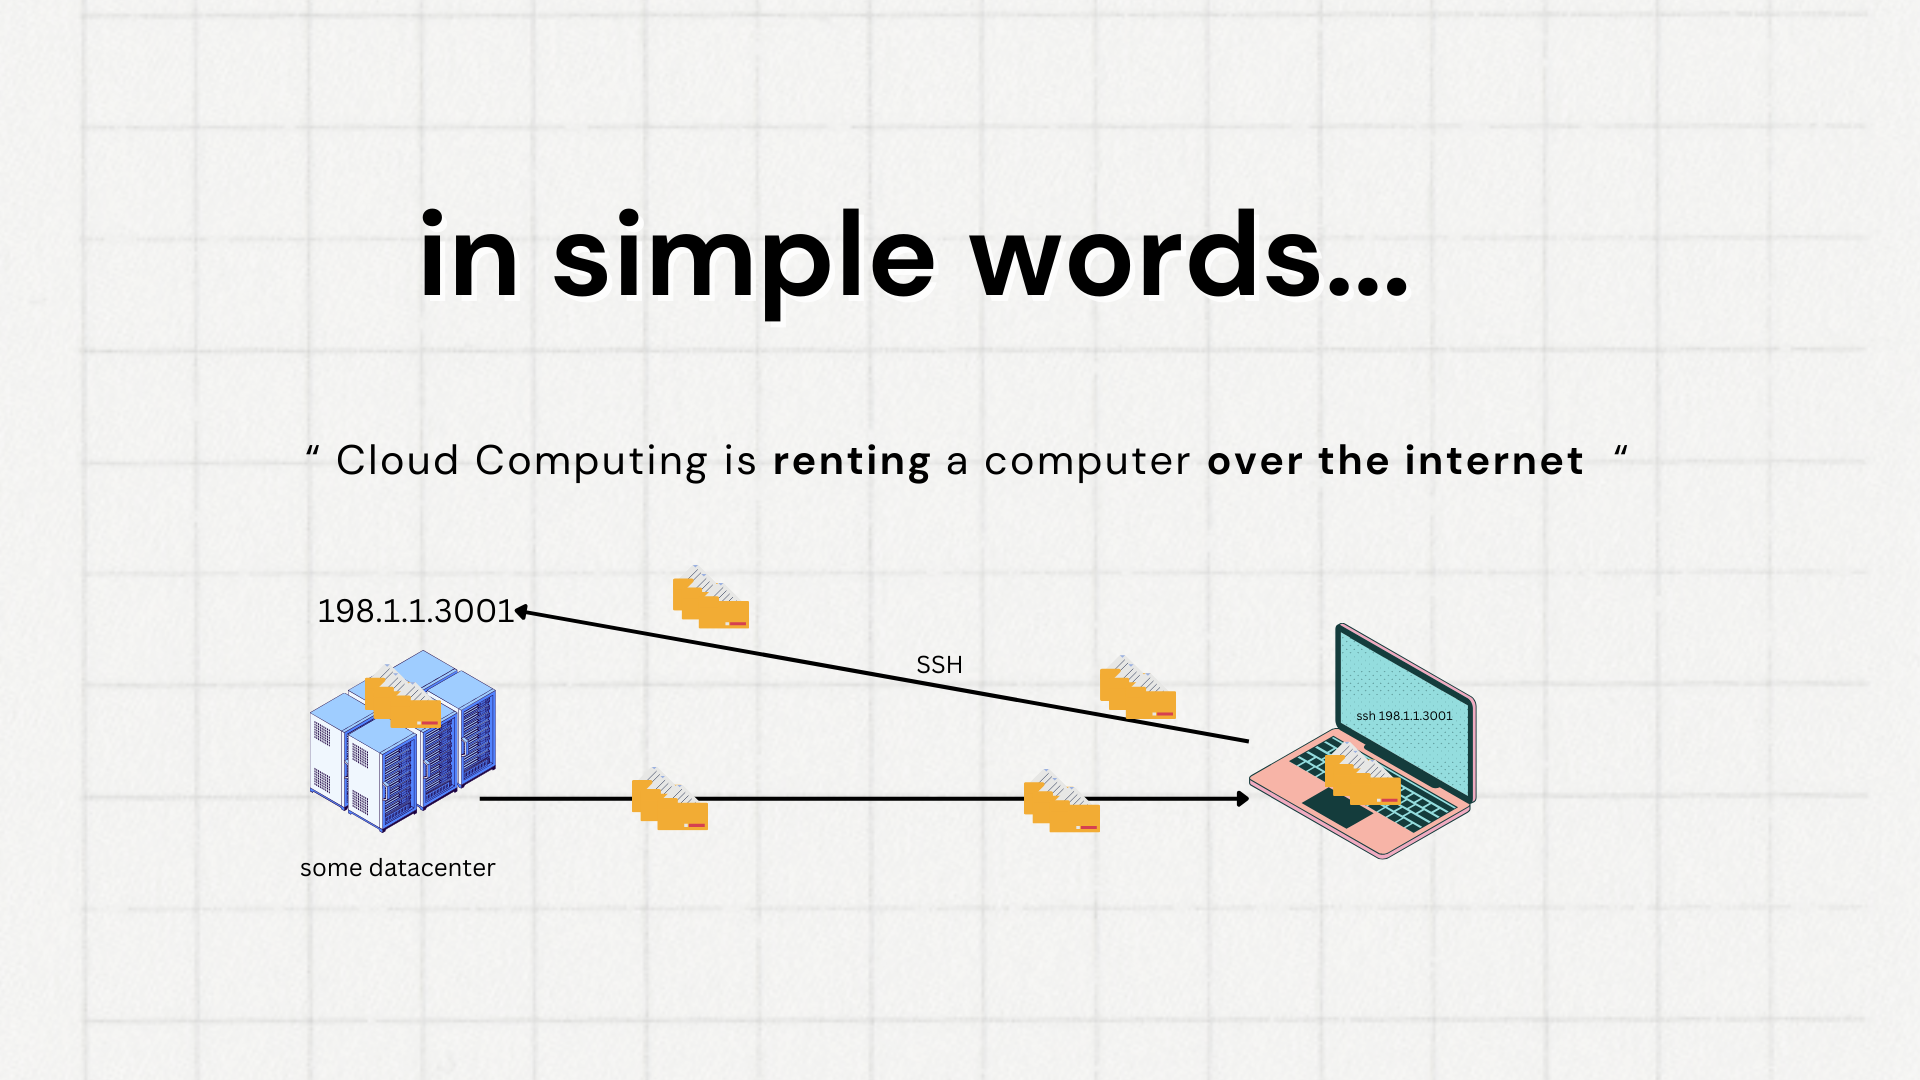 in simple words...
“ Cloud Computing is renting a computer over the internet “
198.1.1.3001
SSH
ssh 198.1.1.3001
some datacenter